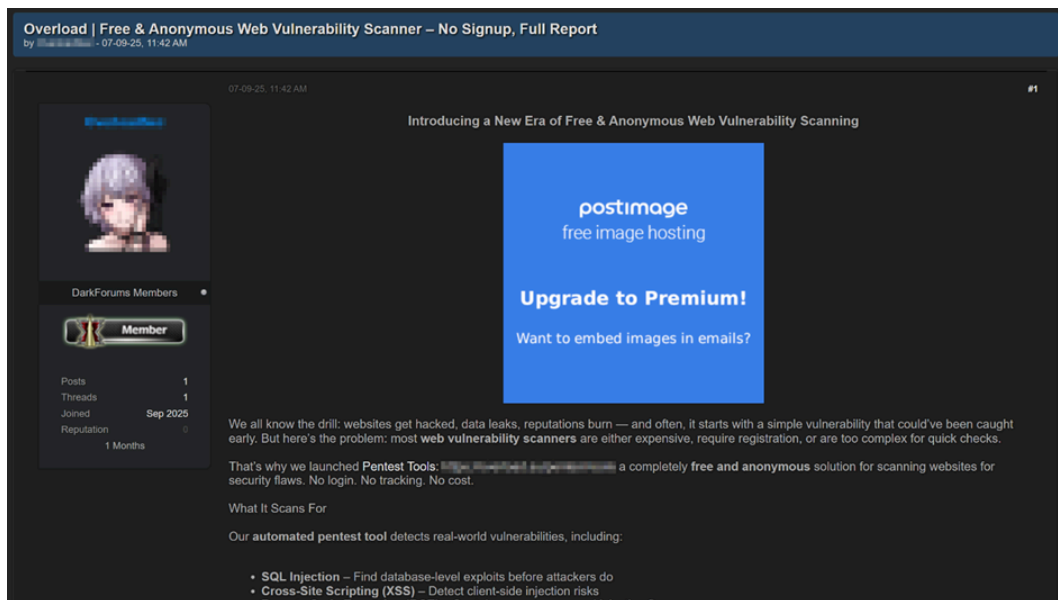 Overload | Free & Anonymous Web Vulnerability Scanner – No Signup, Full Report
by - 07-09-25, 11:42 AM
07-09-25, 11:42 AM
#1
Introducing a New Era of Free & Anonymous Web Vulnerability Scanning
postimage
free image hosting
Upgrade to Premium!
Want to embed images in emails?
DarkForums Members
Member
Posts 1
Threads 1
Joined Sep 2025
Reputation 0
1 Months
We all know the drill: websites get hacked, data leaks, reputations burn — and often, it starts with a simple vulnerability that could've been caught
early. But here's the problem: most web vulnerability scanners are either expensive, require registration, or are too complex for quick checks.
That's why we launched Pentest Tools: a completely free and anonymous solution for scanning websites for
security flaws. No login. No tracking. No cost.
What It Scans For
Our automated pentest tool detects real-world vulnerabilities, including:
• SQL Injection – Find database-level exploits before attackers do
• Cross-Site Scripting (XSS) – Detect client-side injection risks